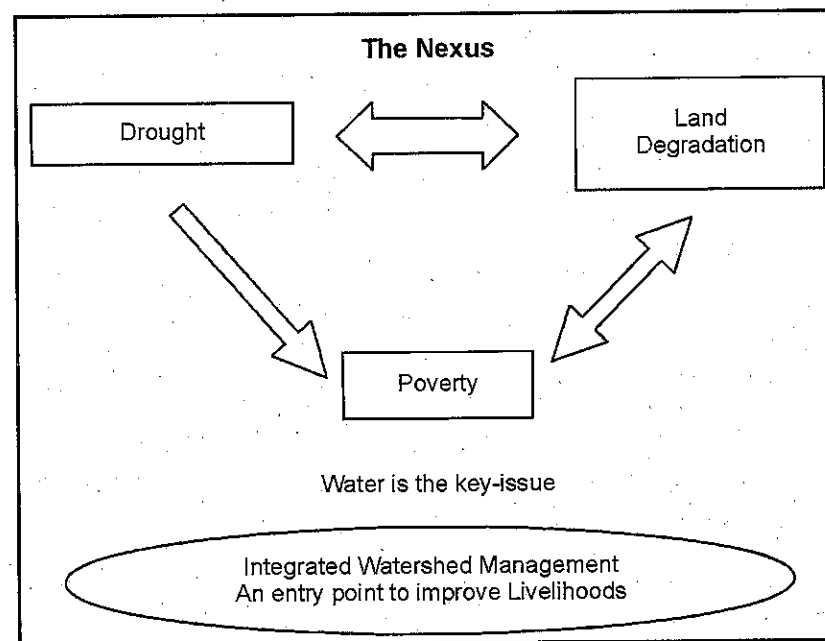 The Nexus
Drought
Land
Degradation
Poverty
Water is the key-issue
Integrated Watershed Management
An entry point to improve Livelihoods